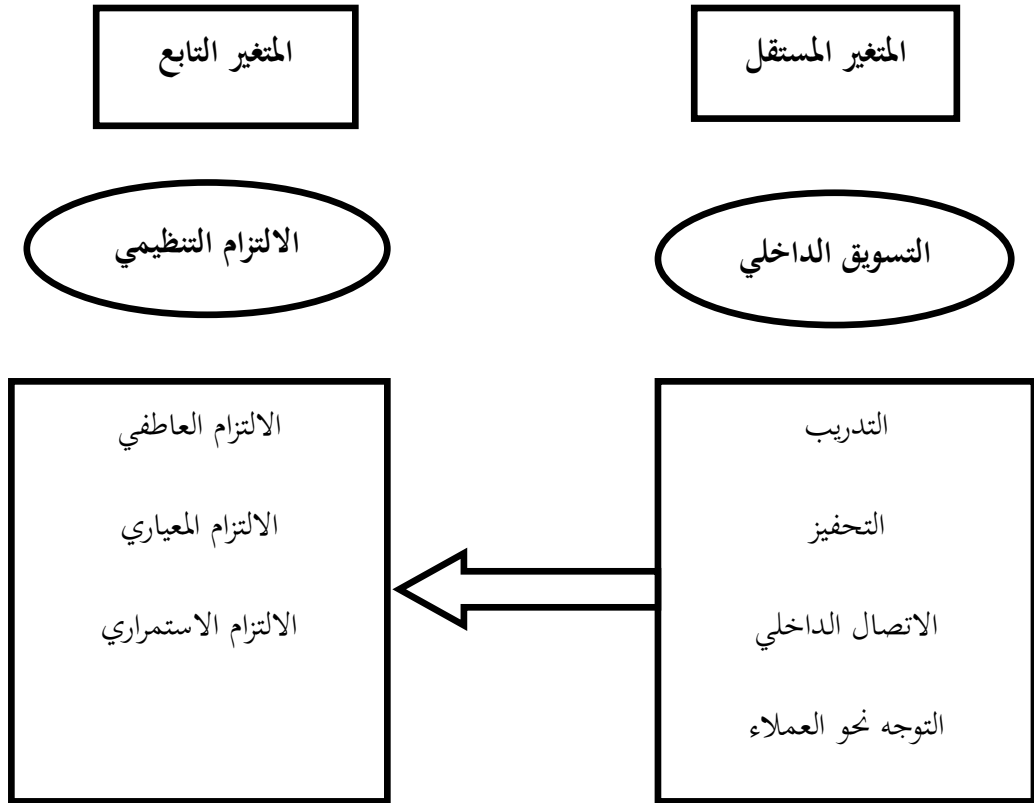 المتغير المستقل
المتغير التابع
التسويق الداخلي
الالتزام التنظيمي
التدريب
التحفيز
الاتصال الداخلي
التوجه نحو العملاء
الالتزام العاطفي
الالتزام المعياري
الالتزام الاستمراري